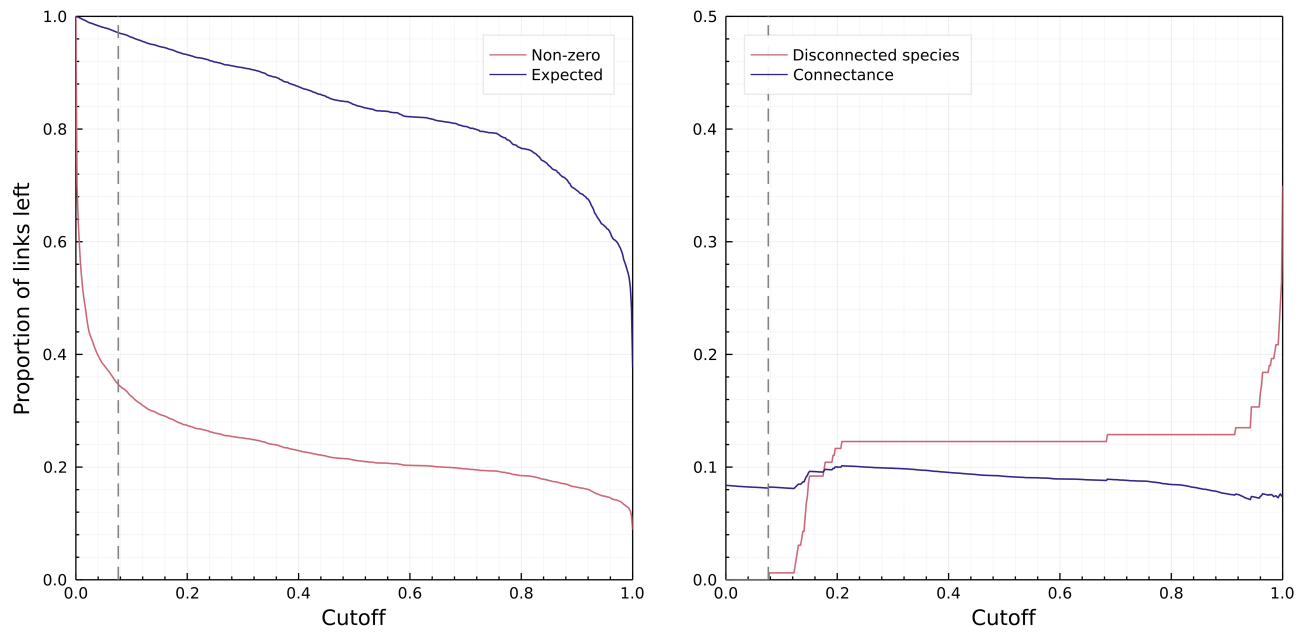 Proportion of links left
1.0
0.8
0.6
0.4
0.2
0.0
Non-zero
Expected
0.0 0.2 0.4 0.6 0.8 1.0
Cutoff
0.5
0.4
0.3
0.2
0.1
0.0
Disconnected species
Connectance
0.0 0.2 0.4 0.6 0.8 1.0
Cutoff